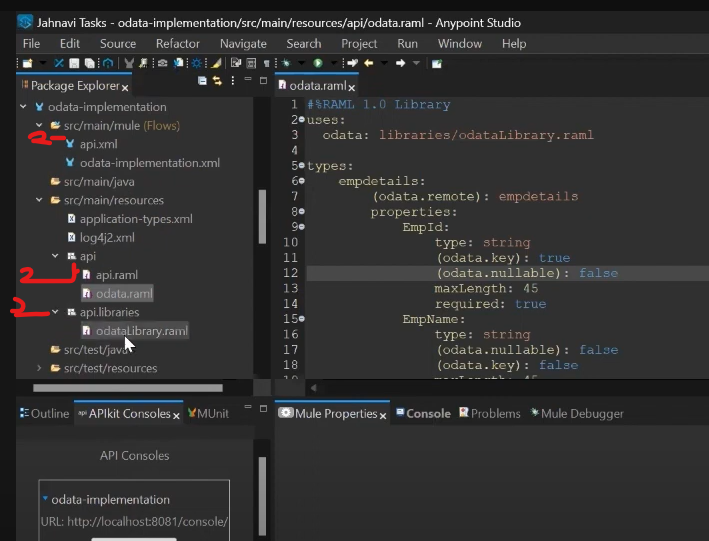 Jahnavi Tasks - odata-implementation/src/main/resources/api/odata.raml - Anypoint Studio
File Edit Source Refactor Navigate Search Project Run Window Help
Package Explorer
odata-implementation
src/main/mule (Flows)
api.xml
odata-implementation.xml
src/main/java
src/main/resources
application-types.xml
log4j2.xml
api
api.raml
odata.raml
api.libraries
odataLibrary.raml
src/test/java
src/test/resources
odata.raml
1 #%RAML 1.0 Library
2 uses:
3 odata: libraries/odataLibrary.raml
4
5 types:
6 empdetails:
7 (odata.remote): empdetails
8 properties:
9 EmpId:
10 type: string
11 (odata.key): true
12 (odata.nullable): false
13 maxLength: 45
14 required: true
15 EmpName:
16 type: string
17 (odata.nullable): false
18 (odata.key): false
19 maxLength: 45
Outline APIkit Consoles MUnit
API Consoles
odata-implementation
URL: http://localhost:8081/console/
Mule Properties Console Problems Mule Debugger